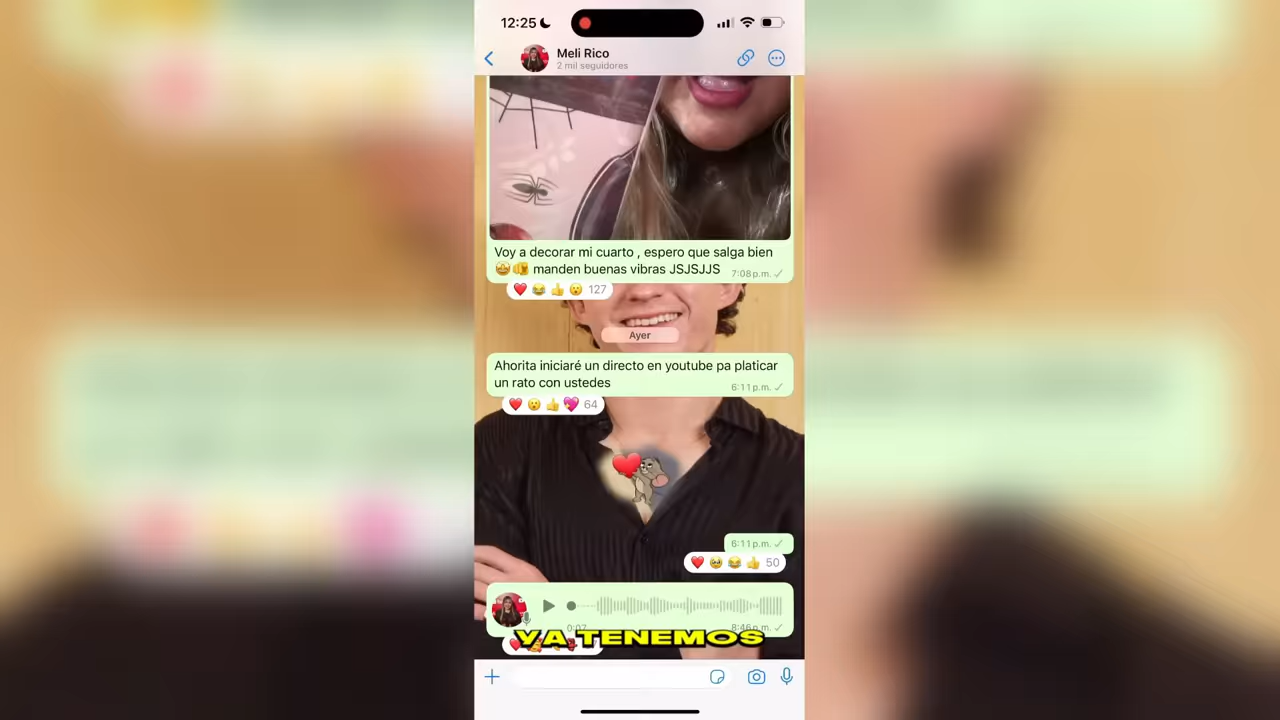 12:25
Meli Rico
2 mil seguidores
Voy a decorar mi cuarto , espero que salga bien
🤩🫵 manden buenas vibras JSJSJJS 7:08 p.m.
❤️😂👍😮 127
Ayer
Ahorita iniciaré un directo en youtube pa platicar
un rato con ustedes 6:11 p.m.
❤️😮👍💖 64
6:11 p.m.
❤️🥹😂👍 50
0:07 8:46 p.m.
YA TENEMOS